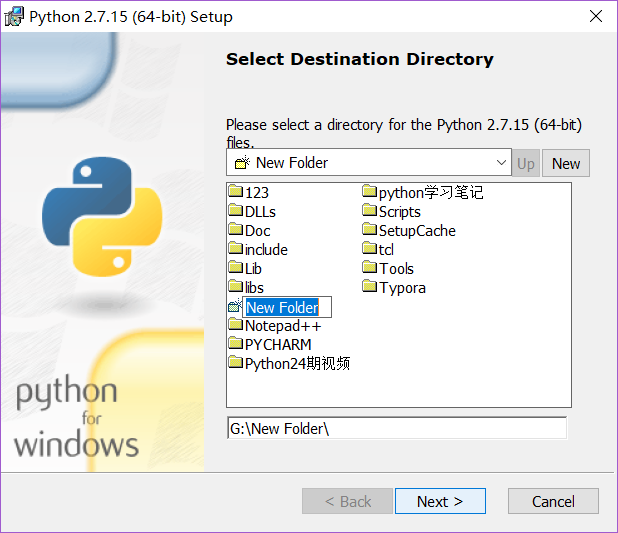 Python 2.7.15 (64-bit) Setup
Select Destination Directory
Please select a directory for the Python 2.7.15 (64-bit)
files.
New Folder
Up
New
123
DLLs
Doc
include
Lib
libs
New Folder
Notepad++
PYCHARM
Python24期视频
python学习笔记
Scripts
SetupCache
tcl
Tools
Typora
G:\New Folder\
python
for
windows
< Back
Next >
Cancel